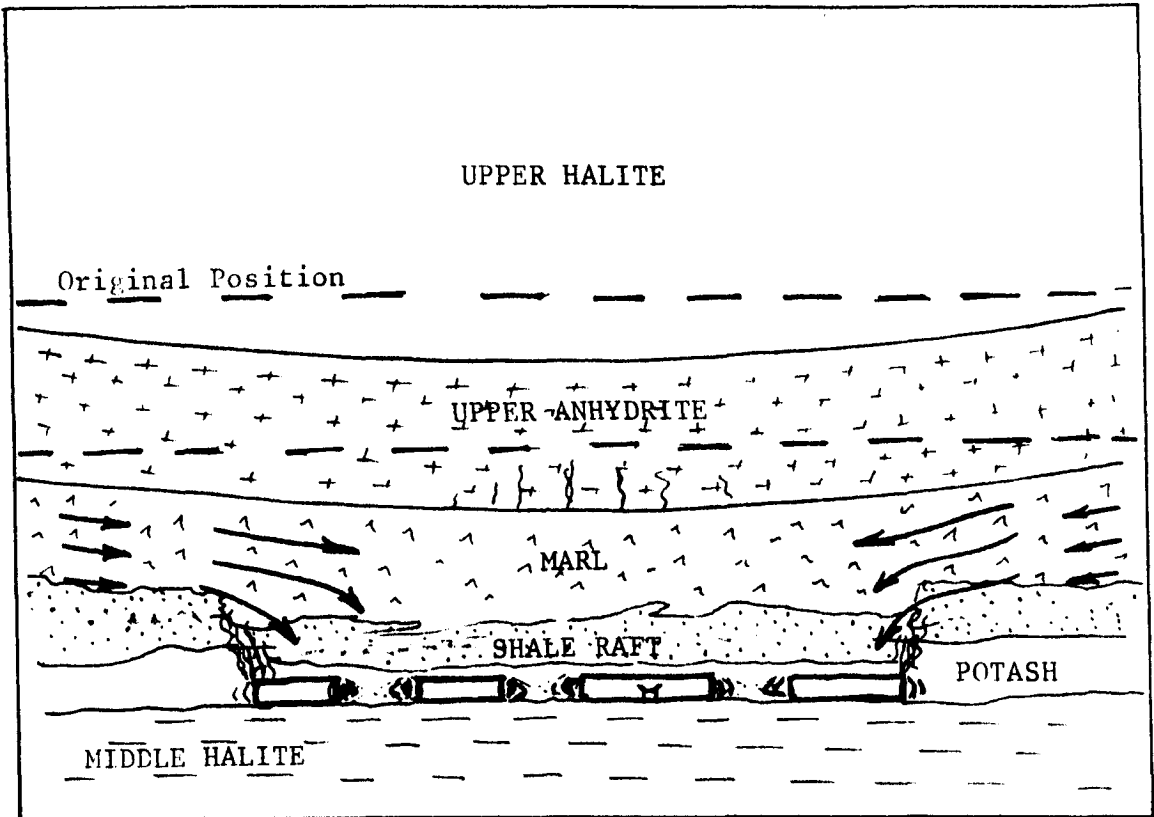 UPPER HALITE
Original Position
UPPER ANHYDRITE
MARL
SHALE RAFT
POTASH
MIDDLE HALITE